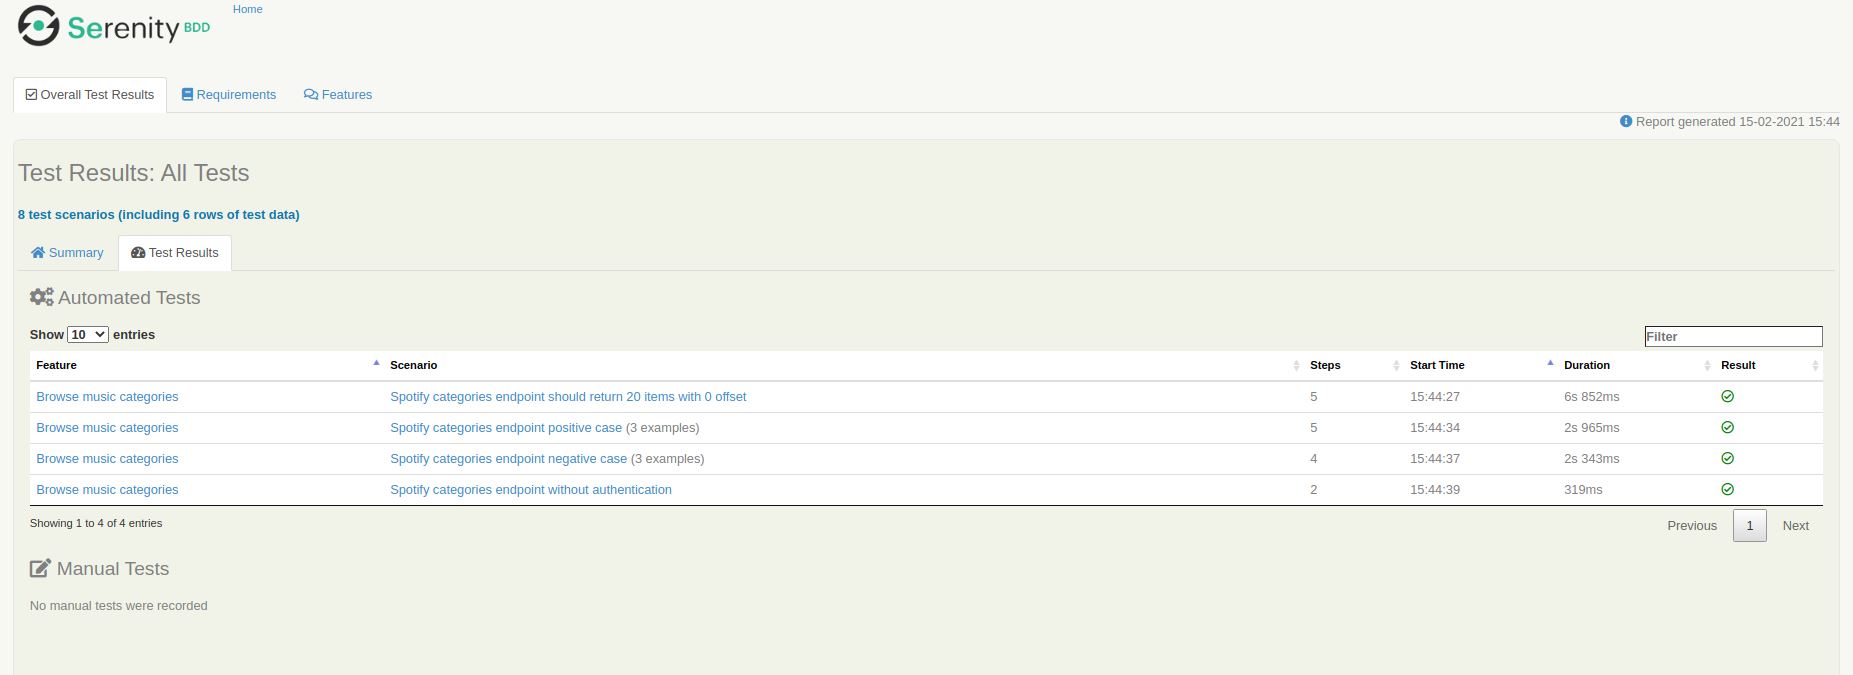 Serenity BDD
Home
Overall Test Results Requirements Features
Report generated 15-02-2021 15:44
Test Results: All Tests
8 test scenarios (including 6 rows of test data)
Summary Test Results
Automated Tests
Show 10 entries
Filter
Feature Scenario Steps Start Time Duration Result
Browse music categories Spotify categories endpoint should return 20 items with 0 offset 5 15:44:27 6s 852ms
Browse music categories Spotify categories endpoint positive case (3 examples) 5 15:44:34 2s 965ms
Browse music categories Spotify categories endpoint negative case (3 examples) 4 15:44:37 2s 343ms
Browse music categories Spotify categories endpoint without authentication 2 15:44:39 319ms
Showing 1 to 4 of 4 entries
Previous 1 Next
Manual Tests
No manual tests were recorded